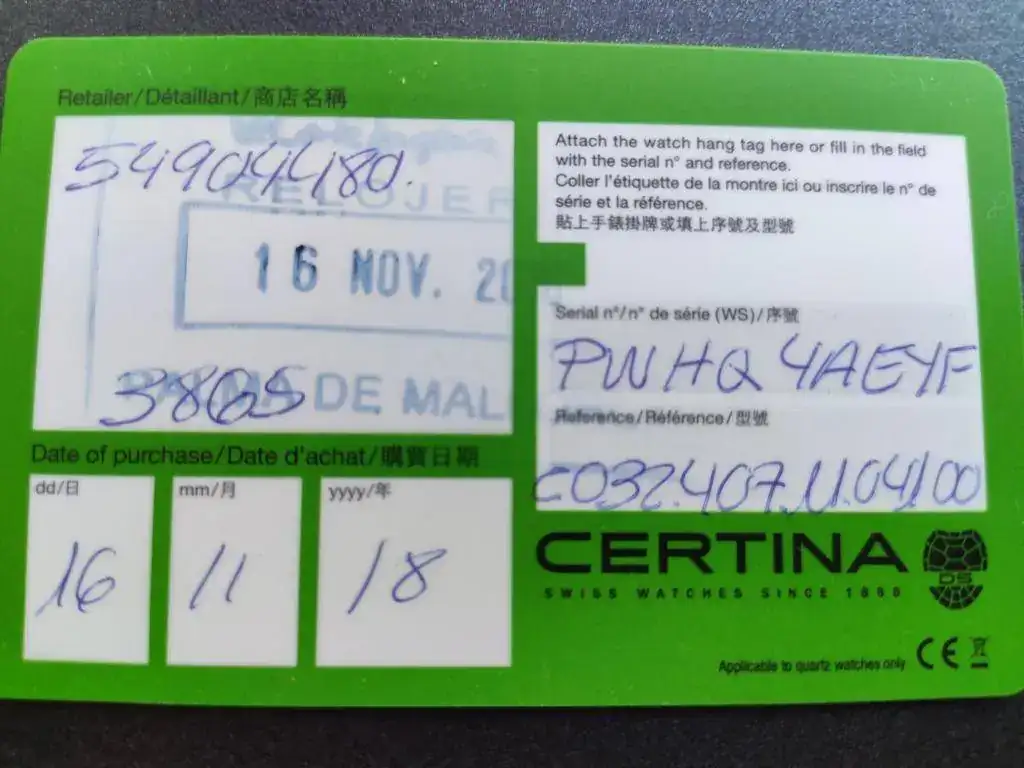 Retailer/Détaillant/商店名稱
54904480.
RELOJER
16 NOV. 20
3865
PALMA DE MAL
Date of purchase/Date d'achat/購買日期
dd/日 mm/月 yyyy/年
16 11 18
Attach the watch hang tag here or fill in the field
with the serial n° and reference.
Coller l'étiquette de la montre ici ou inscrire le n° de
série et la référence.
貼上手錶掛牌或填上序號及型號
Serial n°/n° de série (WS)/序號
PWHQ4AEYF
Reference/Référence/型號
C032.407.11.041/00
CERTINA
DS
SWISS WATCHES SINCE 1888
Applicable to quartz watches only CE